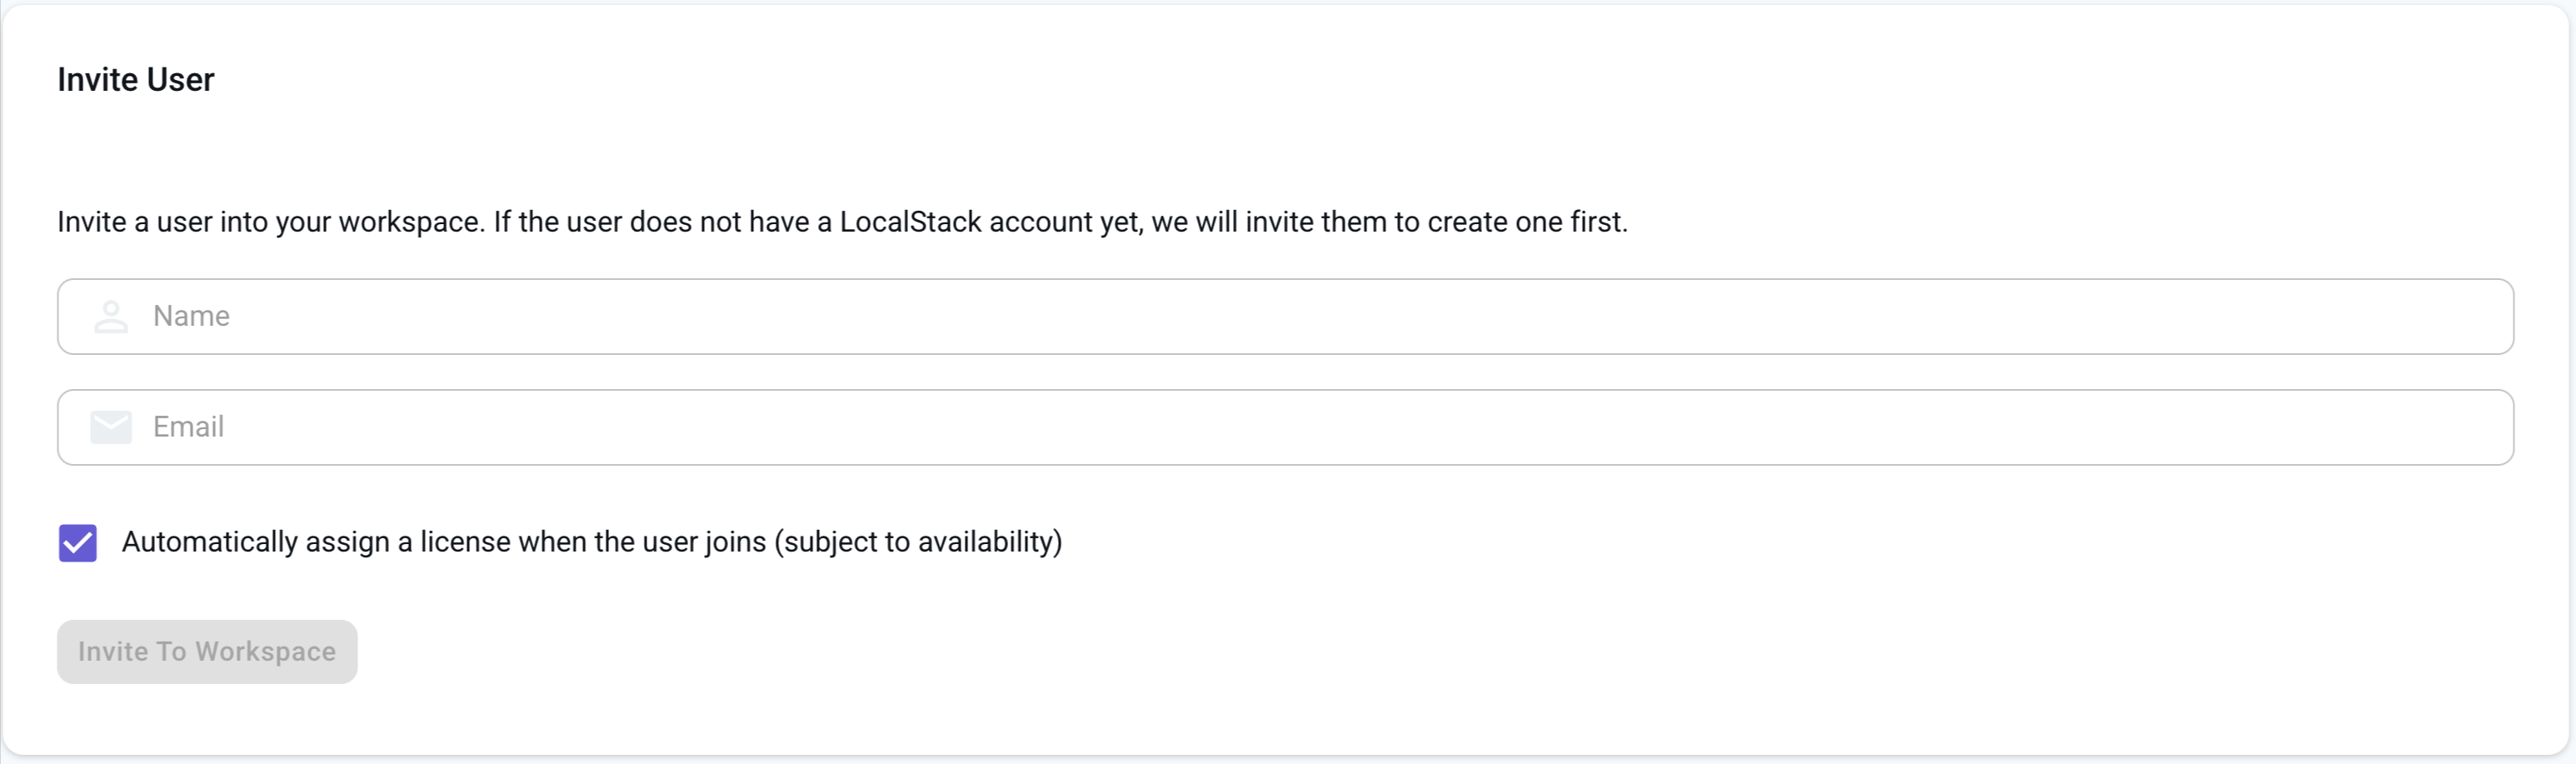 Invite User
Invite a user into your workspace. If the user does not have a LocalStack account yet, we will invite them to create one first.
Name
Email
Automatically assign a license when the user joins (subject to availability)
Invite To Workspace